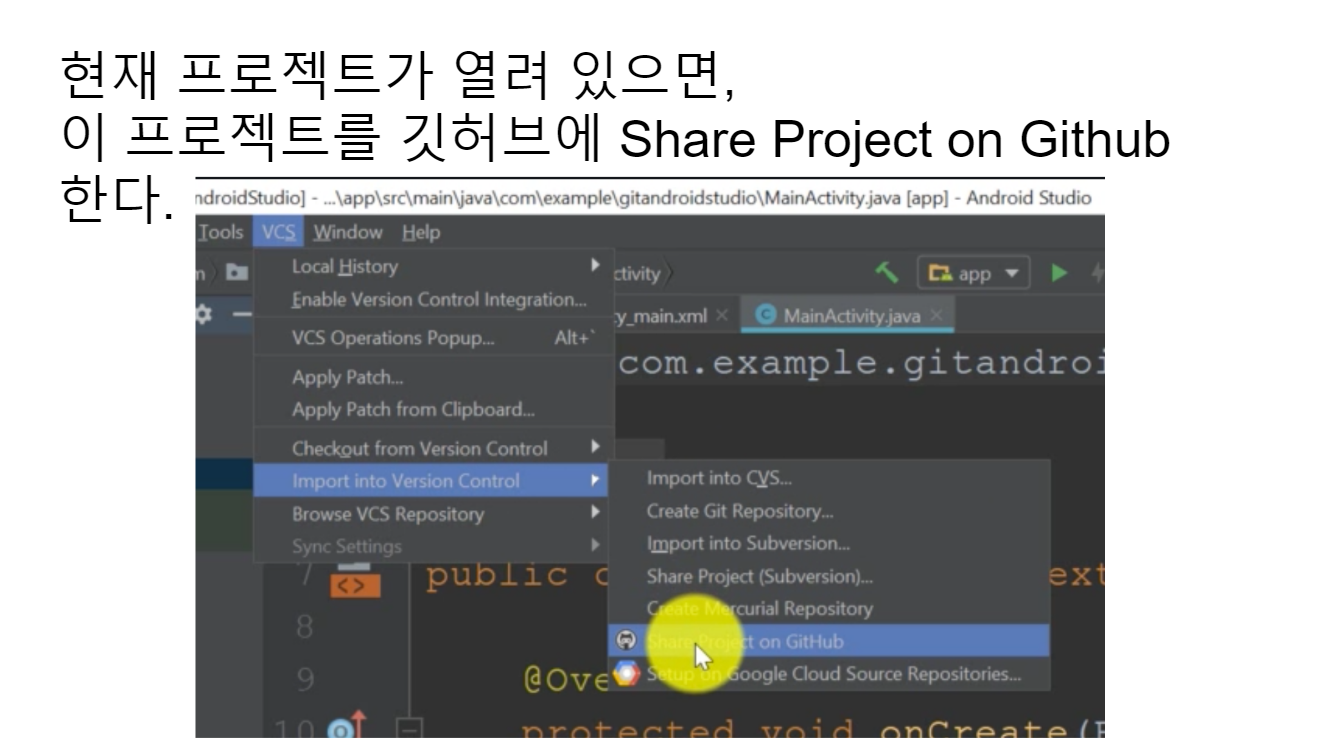 현재 프로젝트가 열려 있으면,
이 프로젝트를 깃허브에 Share Project on Github
한다.
ndroidStudio] - ...\app\src\main\java\com\example\gitandroidstudio\MainActivity.java [app] - Android Studio
Tools VCS Window Help
ctivity
app
Local History
Enable Version Control Integration...
y_main.xml
MainActivity.java
VCS Operations Popup... Alt+`
com.example.gitandroi
Apply Patch...
Apply Patch from Clipboard...
Checkout from Version Control
Import into Version Control
Browse VCS Repository
Sync Settings
Import into CVS...
Create Git Repository...
Import into Subversion...
Share Project (Subversion)...
Create Mercurial Repository
Share Project on GitHub
Setup on Google Cloud Source Repositories...
7 public c ext
8
9 @Ove
10 protected void onCreate(